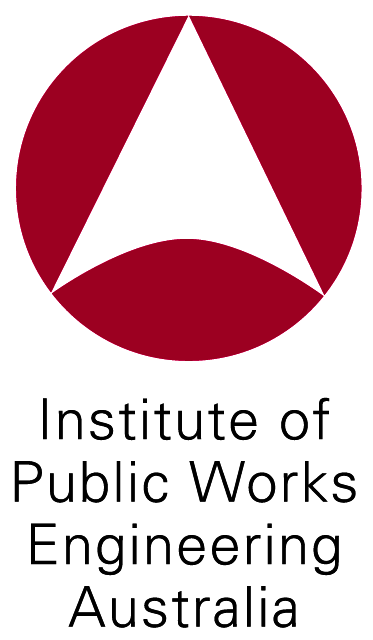 Institute of
Public Works
Engineering
Australia